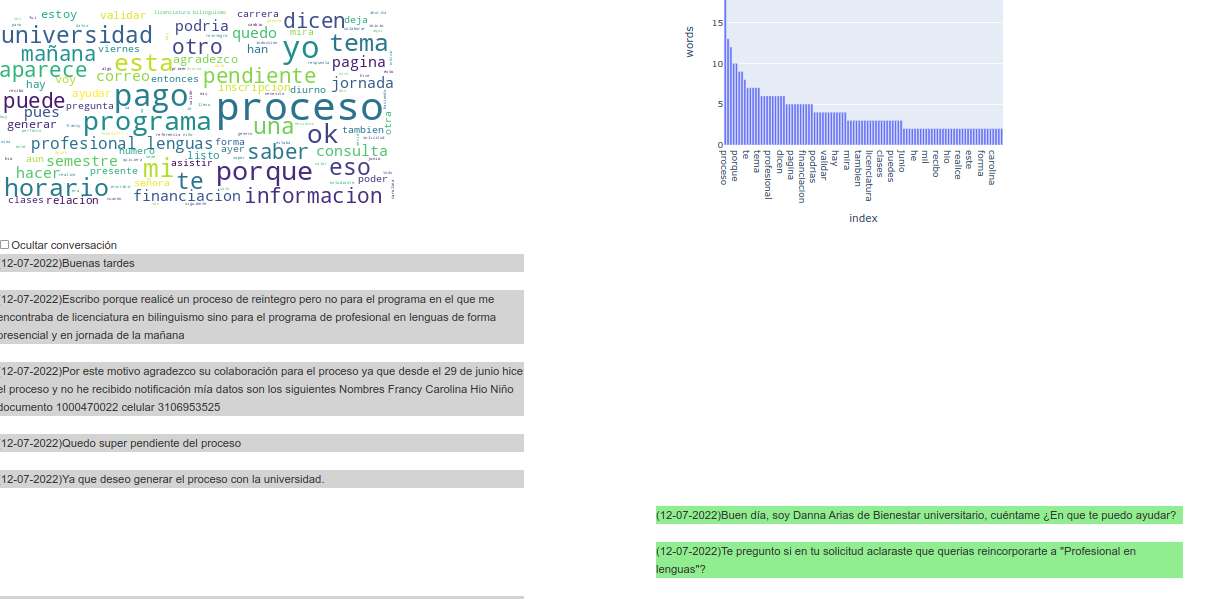 estoy validar licenciatura bilinguismo carrera dicen deja
universidad podria quedo mira tema
mañana viernes otro han yo
aparece esta agradezco pagina
hay voy correo entonces pendiente jornada
puede ayudar pago inscripcion diurno
pues pregunta proceso otra
generar programa una ok tambien
profesional lenguas forma saber consulta
aun semestre numero listo ayer
hacer presente mi asistir porque eso
horario señora te financiacion informacion poder
clases relacion
words
15
10
5
0
proceso porque te tema profesional dicen pagina financiacion podrias validar hay mira tambien licenciatura clases puedes Junio he mil recibo hio realice este forma carolina
index
Ocultar conversación
(12-07-2022)Buenas tardes
(12-07-2022)Escribo porque realicé un proceso de reintegro pero no para el programa en el que me
encontraba de licenciatura en bilinguismo sino para el programa de profesional en lenguas de forma
presencial y en jornada de la mañana
(12-07-2022)Por este motivo agradezco su colaboración para el proceso ya que desde el 29 de junio hice
el proceso y no he recibido notificación mía datos son los siguientes Nombres Francy Carolina Hio Niño
documento 1000470022 celular 3106953525
(12-07-2022)Quedo super pendiente del proceso
(12-07-2022)Ya que deseo generar el proceso con la universidad.
(12-07-2022)Buen día, soy Danna Arias de Bienestar universitario, cuéntame ¿En que te puedo ayudar?
(12-07-2022)Te pregunto si en tu solicitud aclaraste que querias reincorporarte a "Profesional en
lenguas"?